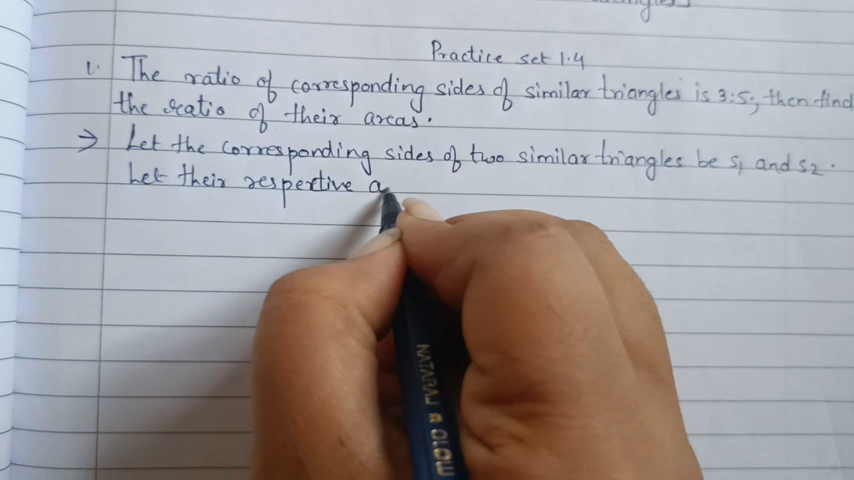 Practice set 1.4
1. The ratio of corresponding sides of similar triangles is 3:5; then find
the ratio of their areas.
→ Let the corresponding sides of two similar triangles be s1 and s2.
Let their respective a
NATARAJ GLOW